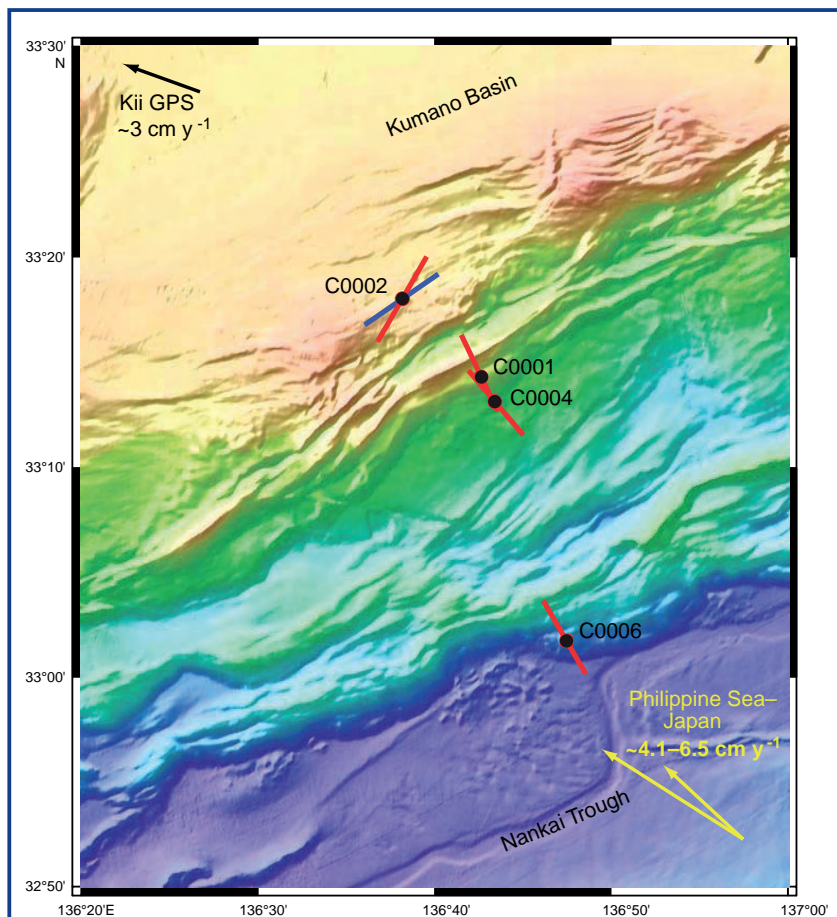 33°30'
N
Kii GPS
~3 cm y -1
Kumano Basin
33°20'
C0002
C0001
C0004
33°10'
C0006
33°00'
Philippine Sea–
Japan
~4.1–6.5 cm y -1
Nankai Trough
32°50'
136°20'E
136°30'
136°40'
136°50'
137°00'